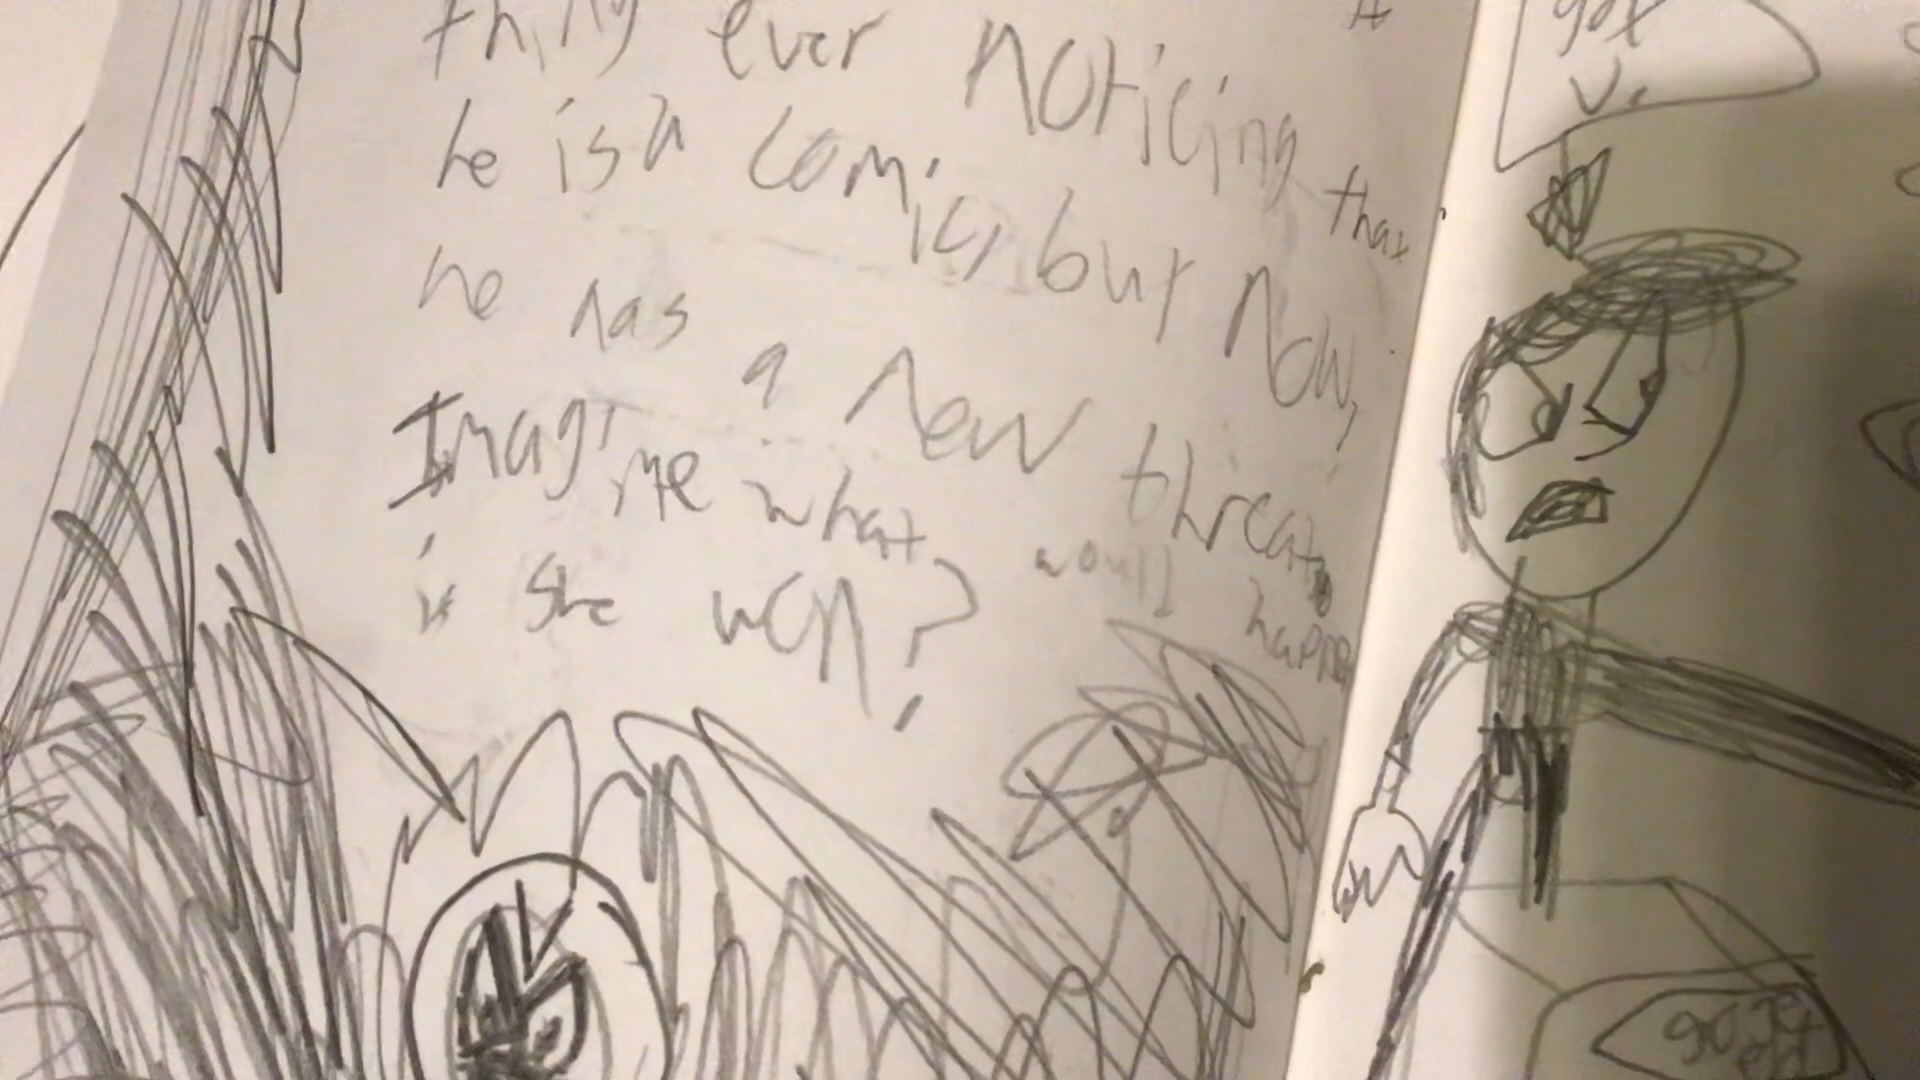 thing ever noticing that
he is a comic, but now,
he has a new threat.
Imagine what would happen
if she won?
got
v.